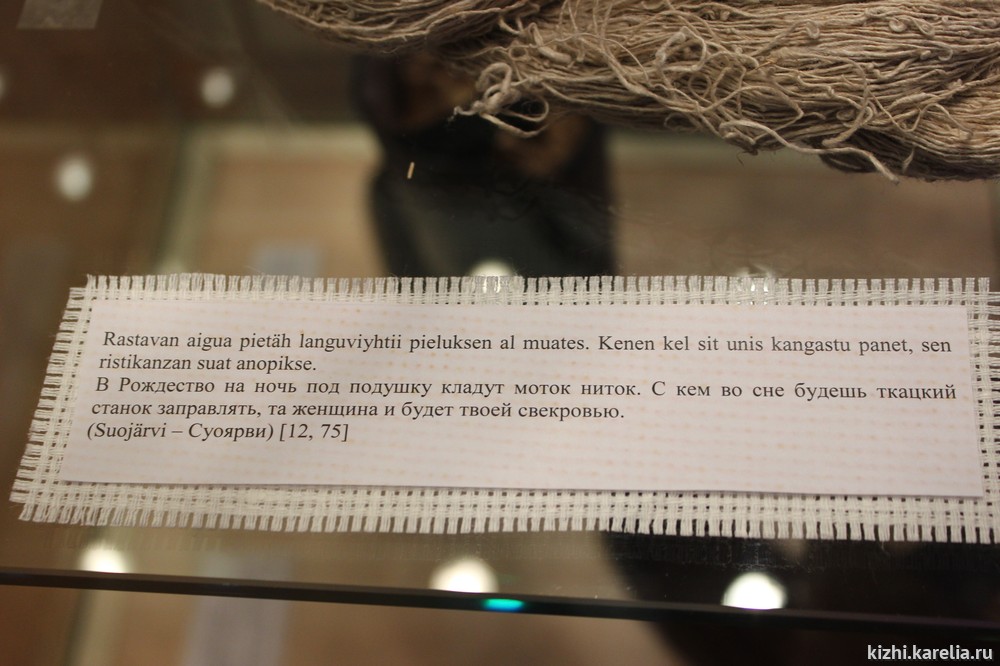 Rastavan aigua pietäh languviyhtii pieluksen al muates. Kenen kel sit unis kangastu panet, sen
ristikanzan suat anopikse.
В Рождество на ночь под подушку кладут моток ниток. С кем во сне будешь ткацкий
станок заправлять, та женщина и будет твоей свекровью.
(Suojärvi – Суоярви) [12, 75]
kizhi.karelia.ru